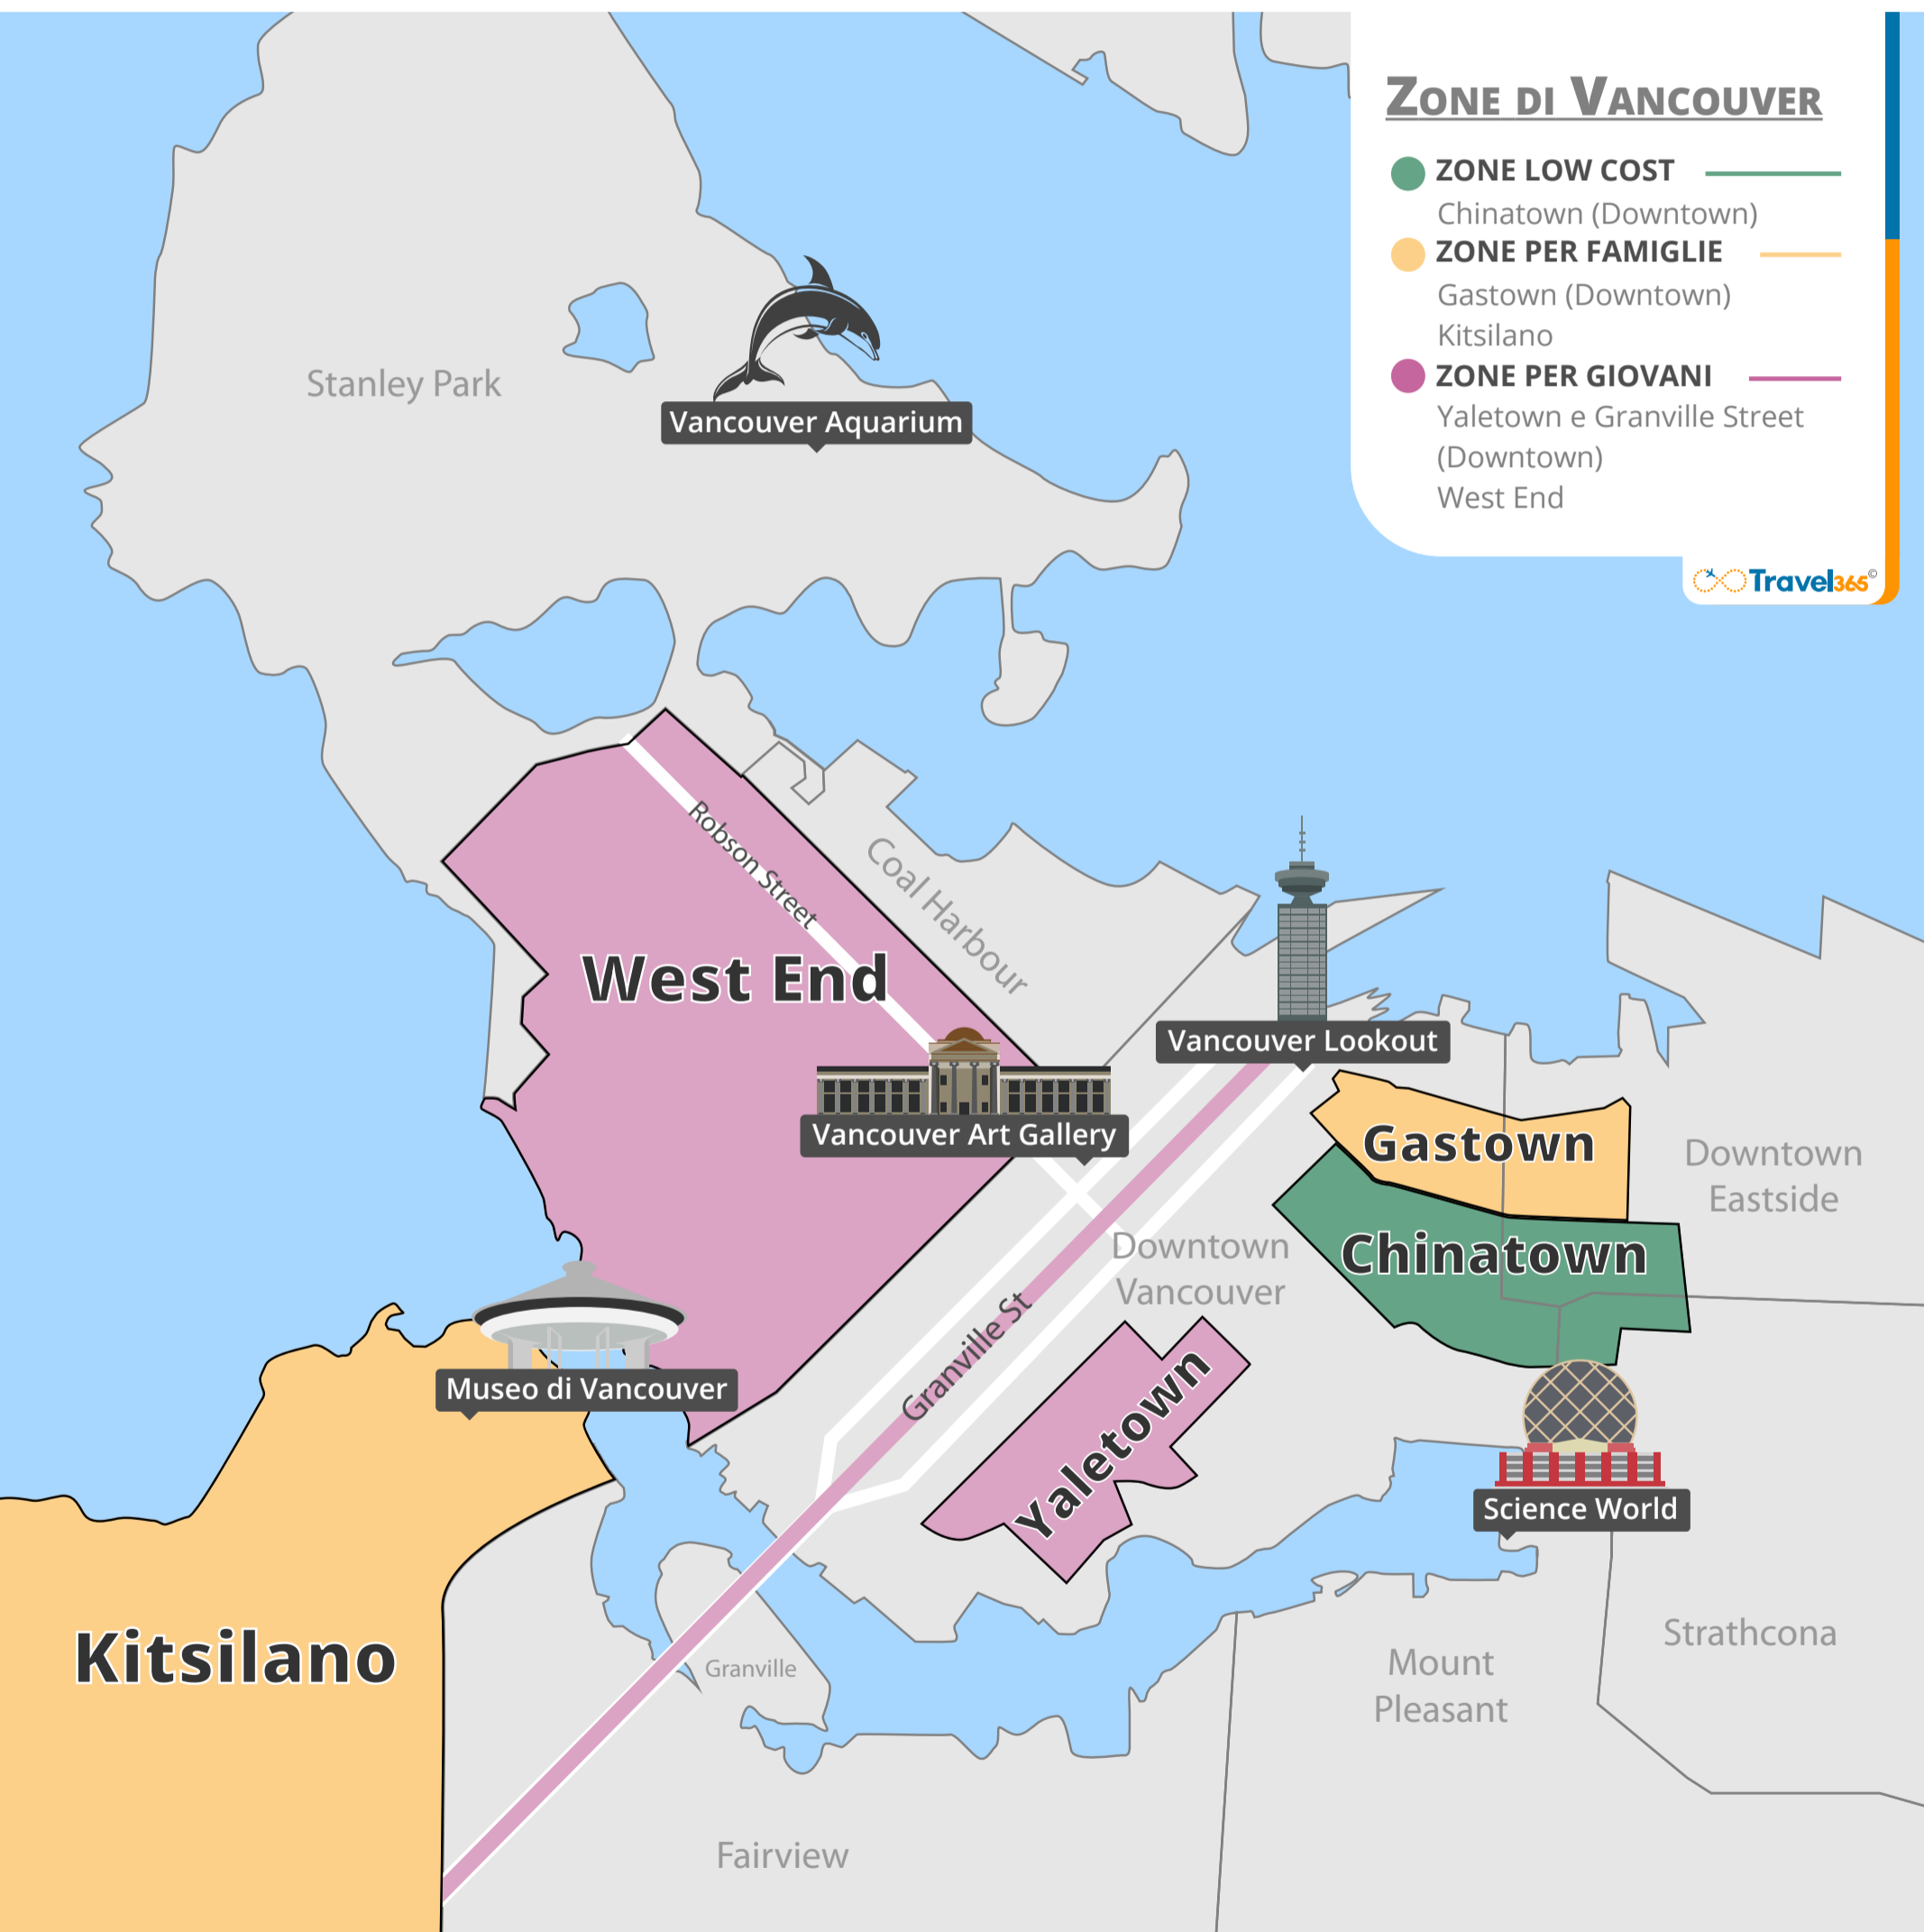 ZONE DI VANCOUVER
ZONE LOW COST
Chinatown (Downtown)
ZONE PER FAMIGLIE
Gastown (Downtown)
Kitsilano
ZONE PER GIOVANI
Yaletown e Granville Street
(Downtown)
West End
Travel365©
Stanley Park
Vancouver Aquarium
Robson Street
Coal Harbour
West End
Vancouver Lookout
Vancouver Art Gallery
Gastown
Downtown
Eastside
Chinatown
Downtown
Vancouver
Granville St
Yaletown
Museo di Vancouver
Science World
Kitsilano
Granville
Mount
Pleasant
Strathcona
Fairview